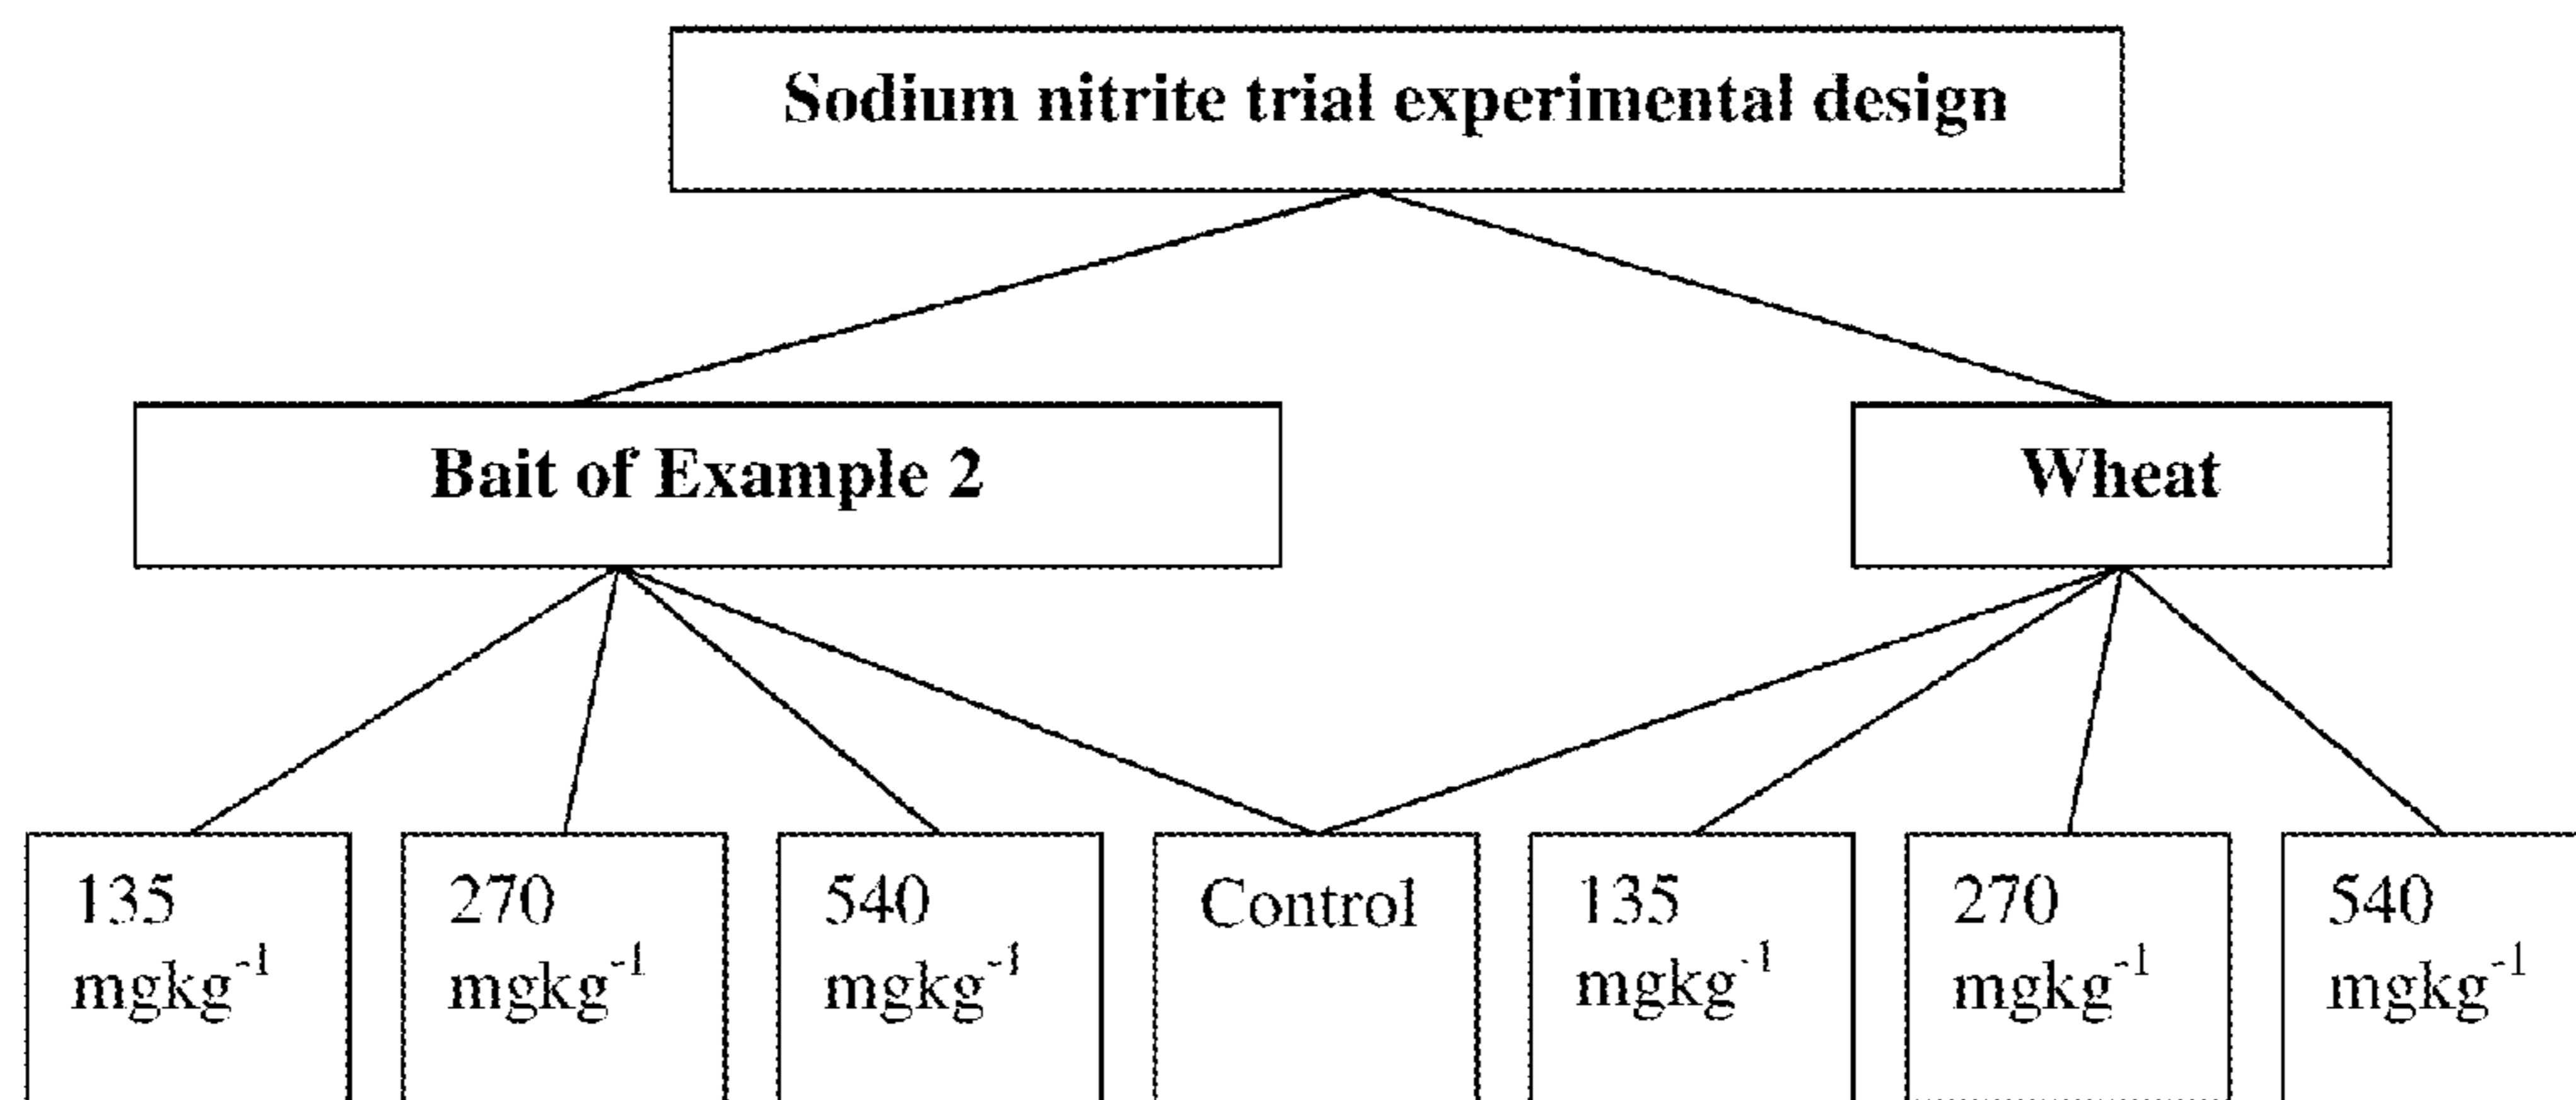 Sodium nitrite trial experimental design
Bait of Example 2
Wheat
135
mgkg⁻¹
270
mgkg⁻¹
540
mgkg⁻¹
Control
135
mgkg⁻¹
270
mgkg⁻¹
540
mgkg⁻¹